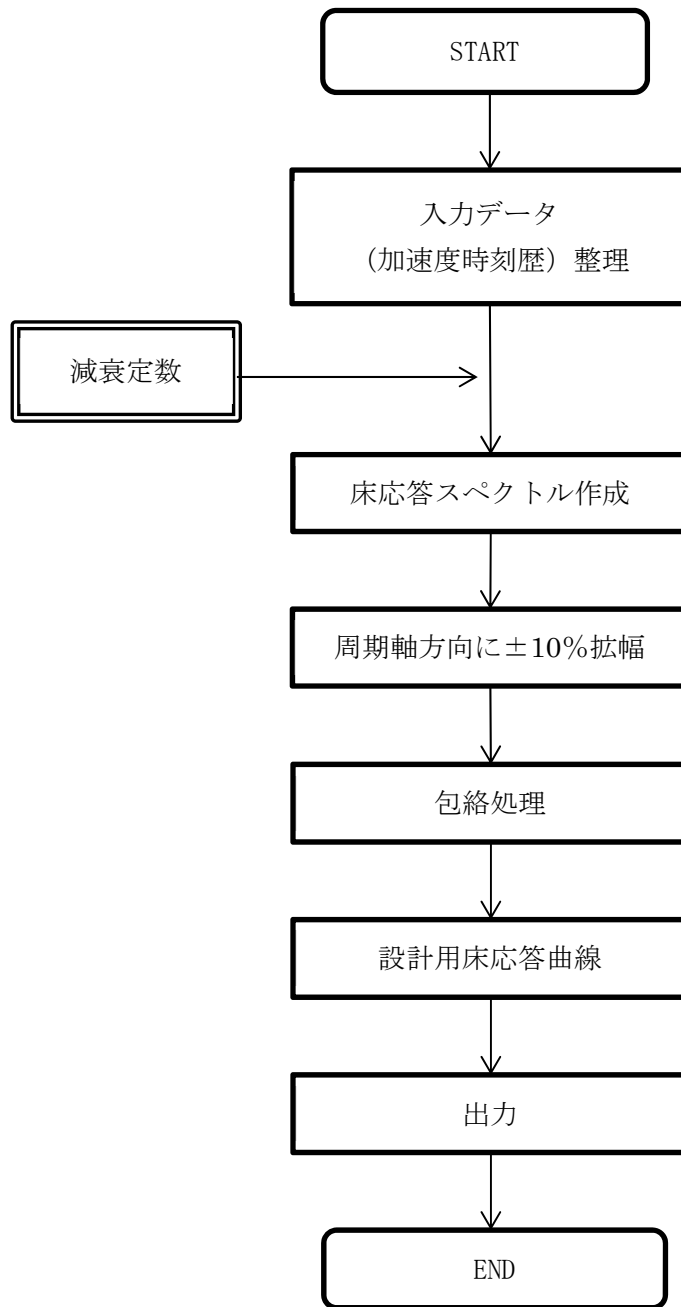 START
入力データ
（加速度時刻歴）整理
減衰定数
床応答スペクトル作成
周期軸方向に±10％拡幅
包絡処理
設計用床応答曲線
出力
END